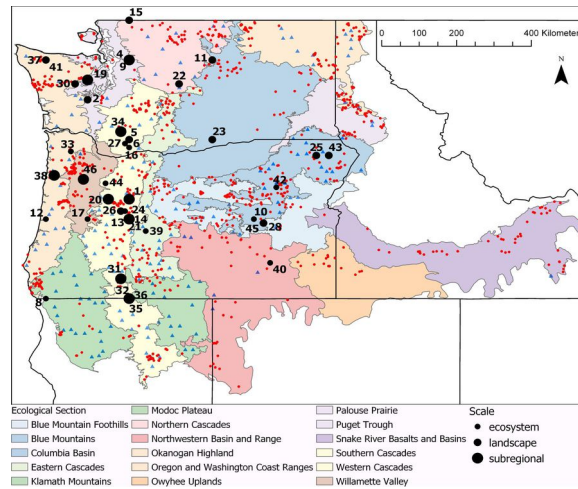 15
0 50 100 200 300 400 Kilometers
N
37
41
4
9
11
19
30
2
22
34
5
27
6
16
23
33
25
43
38
46
44
42
20
1
12
17
26
24
13
14
21
39
10
45
29
31
40
32
8
36
35
Ecological Section
Blue Mountain Foothills
Blue Mountains
Columbia Basin
Eastern Cascades
Klamath Mountains
Modoc Plateau
Northern Cascades
Northwestern Basin and Range
Okanogan Highland
Oregon and Washington Coast Ranges
Owyhee Uplands
Palouse Prairie
Puget Trough
Snake River Basalts and Basins
Southern Cascades
Western Cascades
Willamette Valley
Scale
ecosystem
landscape
subregional